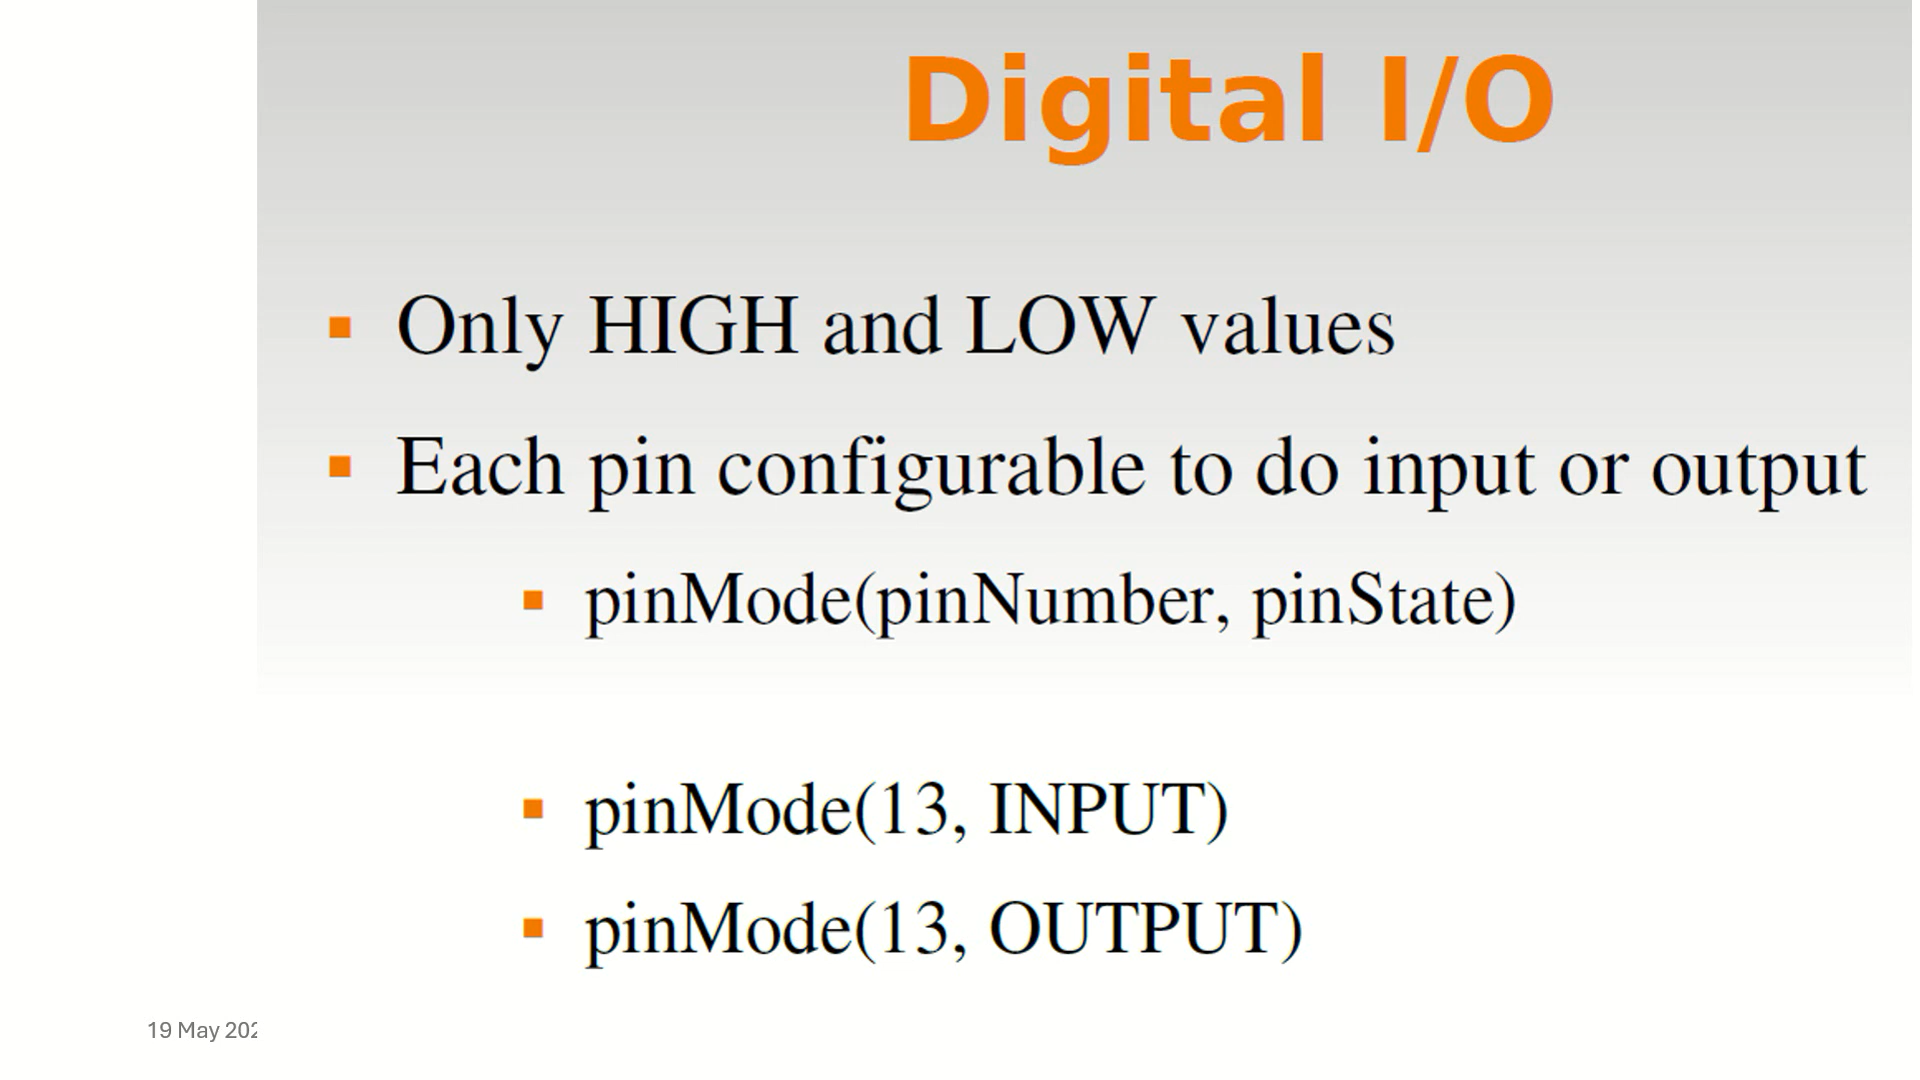 Digital I/O
Only HIGH and LOW values
Each pin configurable to do input or output
pinMode(pinNumber, pinState)
pinMode(13, INPUT)
pinMode(13, OUTPUT)
19 May 202